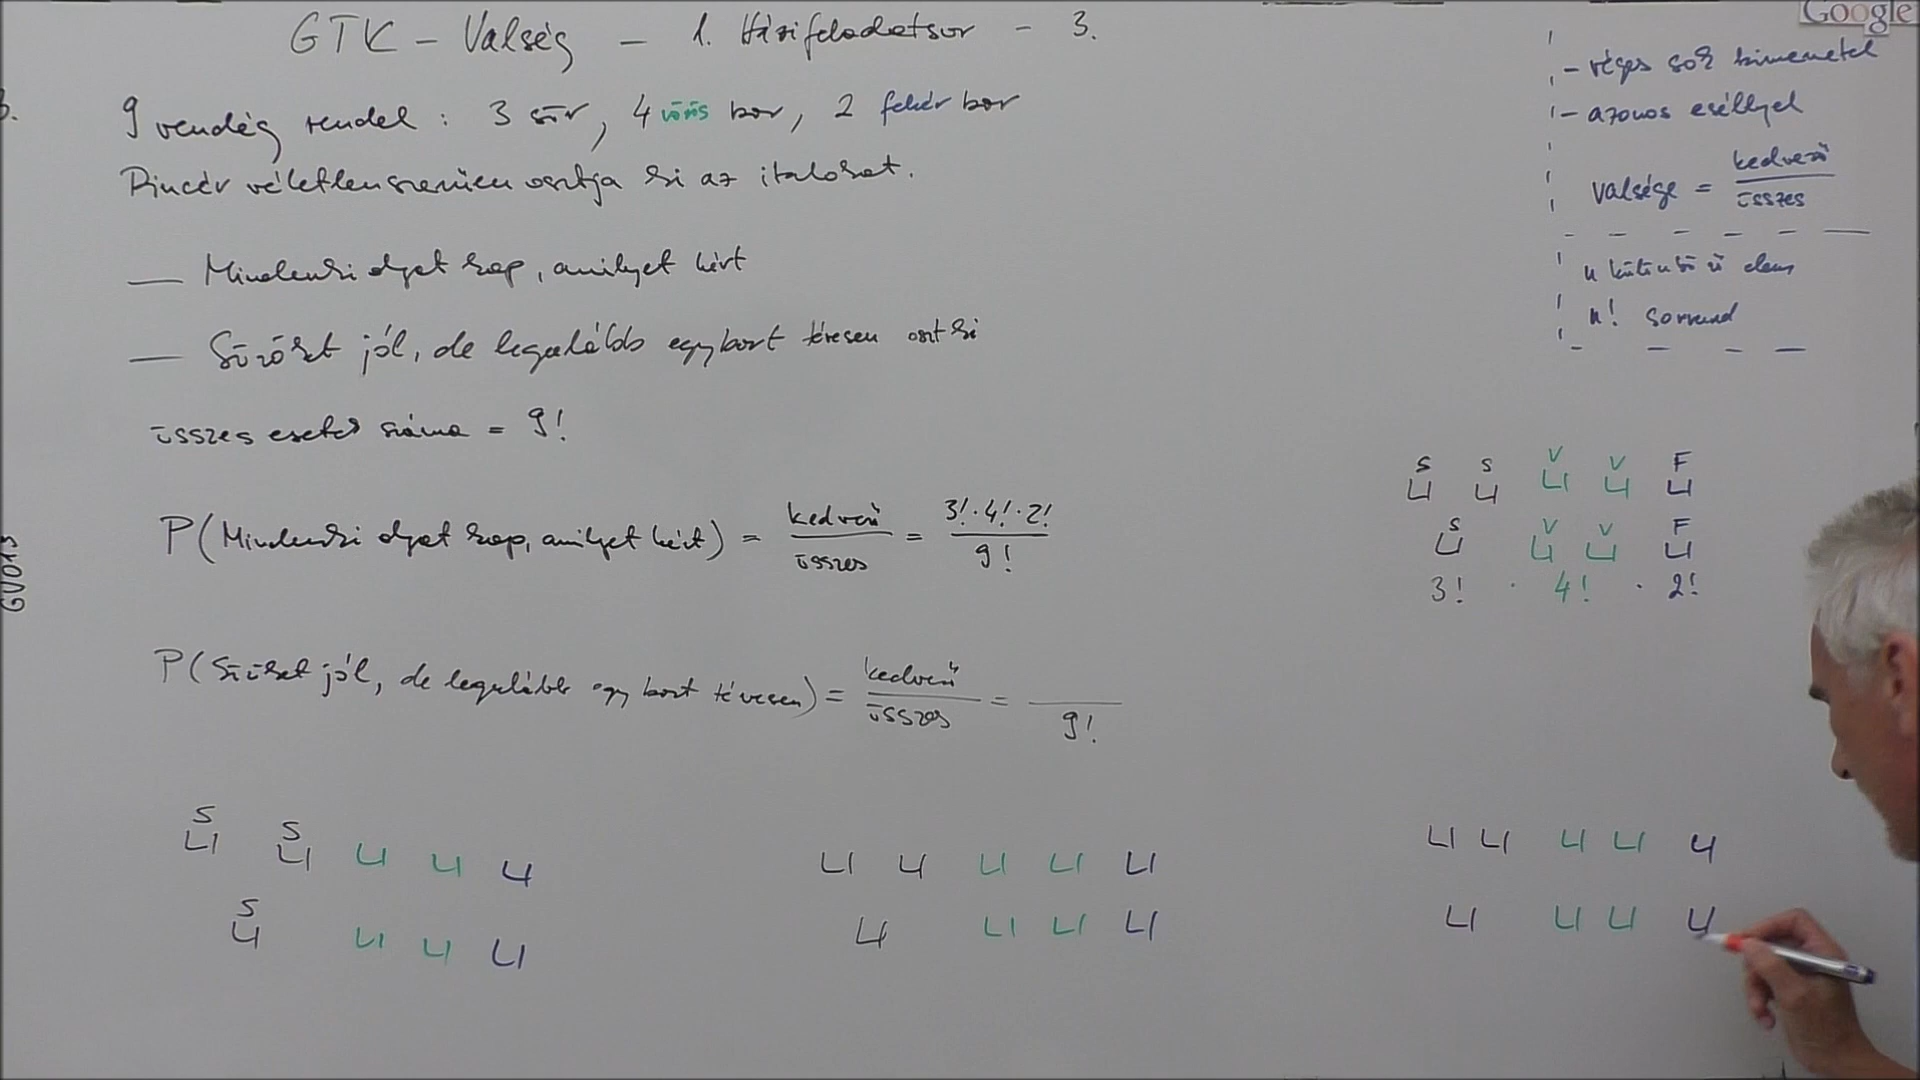 GTK - Valség - 1. Házifeladatsor - 3.
3.
9 vendég rendel : 3 sör, 4 vörös bor, 2 fehér bor
Pincér véletlenszerűen osztja ki az italokat.
— Mindenki olyat kap, amilyet kért
— Söröket jól, de legalább egy bort tévesen oszt ki
összes esetek száma = 9!
P(Mindenki olyat kap, amilyet kért) = kedvező / összes = 3!·4!·2! / 9!
P(Söröket jól, de legalább egy bort tévesen) = kedvező / összes = / 9!
S
S
S
Google
- véges sok kimenetel
- azonos eséllyel
valsége = kedvező / összes
n különböző elem
n! sorrend
S S V V F
S V V F
3! · 4! · 2!
GV013